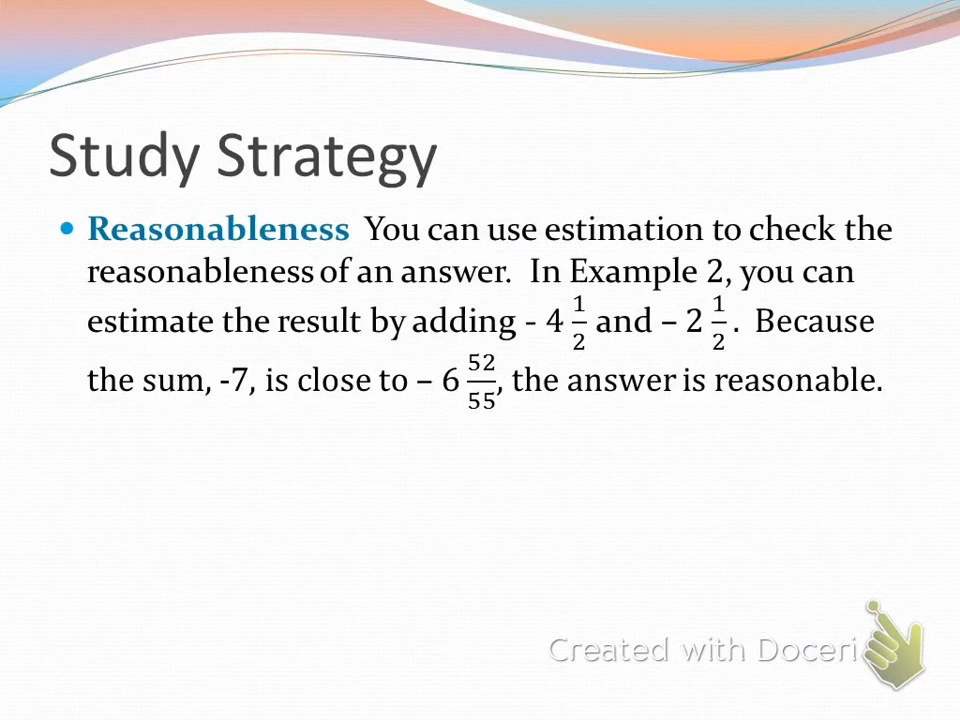 Study Strategy
• Reasonableness You can use estimation to check the
reasonableness of an answer. In Example 2, you can
estimate the result by adding - 4 1/2 and – 2 1/2 . Because
the sum, -7, is close to – 6 52/55, the answer is reasonable.
Created with Doceri